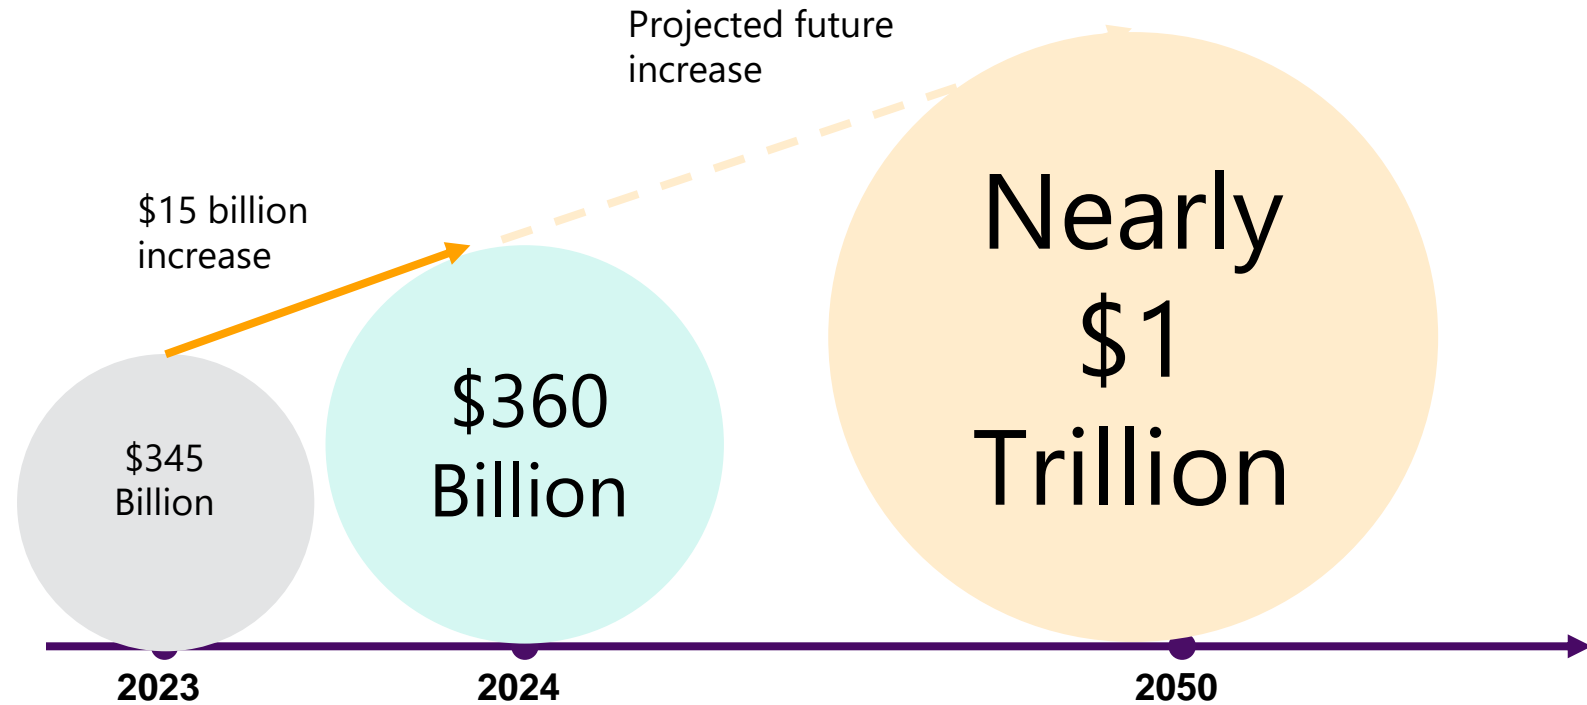 Projected future
increase
$15 billion
increase
$345
Billion
$360
Billion
Nearly
$1
Trillion
2023
2024
2050